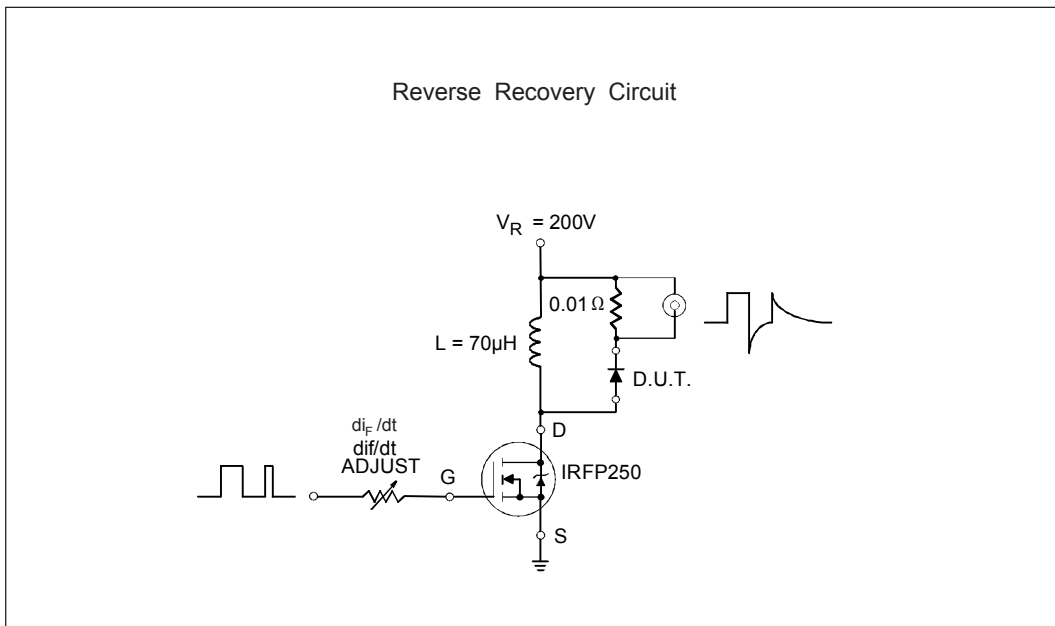 Reverse Recovery Circuit
V_R = 200V
0.01 Ω
L = 70µH
D.U.T.
di_F /dt
dif/dt
ADJUST
D
G
IRFP250
S